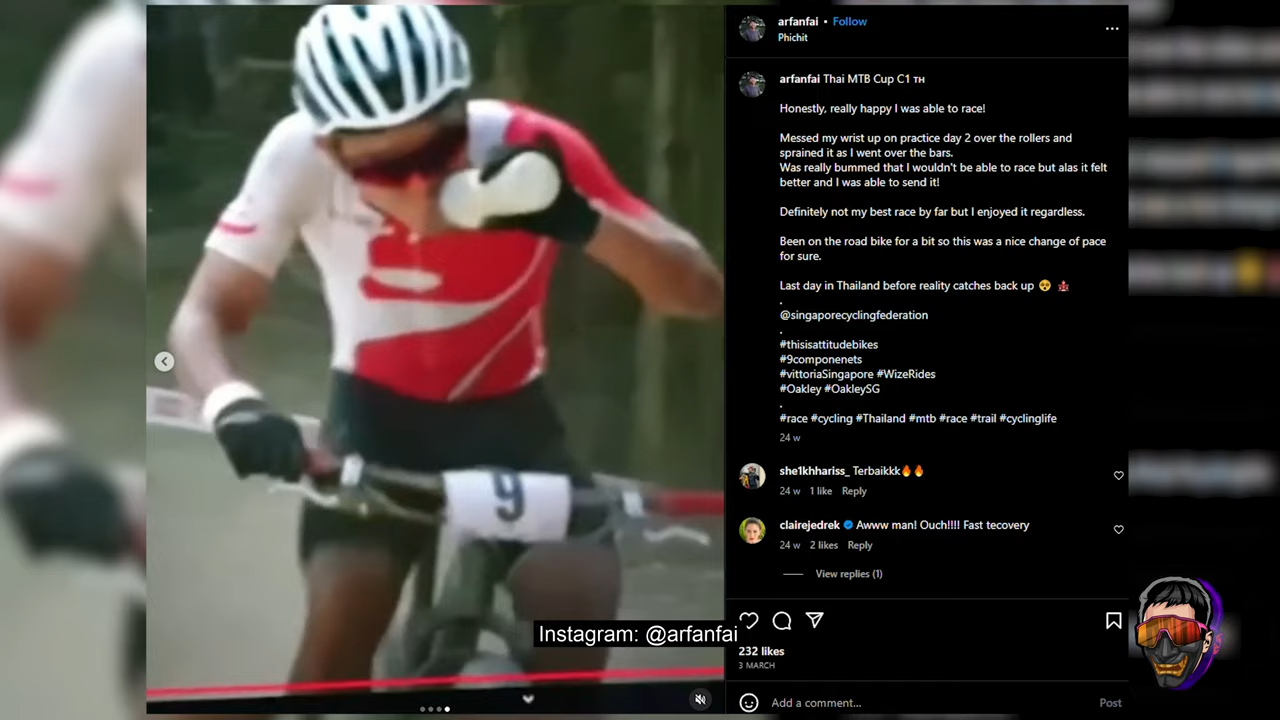 arfanfai • Follow
Phichit
arfanfai Thai MTB Cup C1 TH
Honestly, really happy I was able to race!
Messed my wrist up on practice day 2 over the rollers and
sprained it as I went over the bars.
Was really bummed that I wouldn't be able to race but alas it felt
better and I was able to send it!
Definitely not my best race by far but I enjoyed it regardless.
Been on the road bike for a bit so this was a nice change of pace
for sure.
Last day in Thailand before reality catches back up
.
@singaporecyclingfederation
.
#thisisattitudebikes
#9componenets
#vittoriaSingapore #WizeRides
#Oakley #OakleySG
.
#race #cycling #Thailand #mtb #race #trail #cyclinglife
24 w
she1khhariss_ Terbaikkk🔥🔥
24 w 1 like Reply
clairejedrek Awww man! Ouch!!!! Fast tecovery
24 w 2 likes Reply
View replies (1)
9
Instagram: @arfanfai
232 likes
3 MARCH
Add a comment...
Post